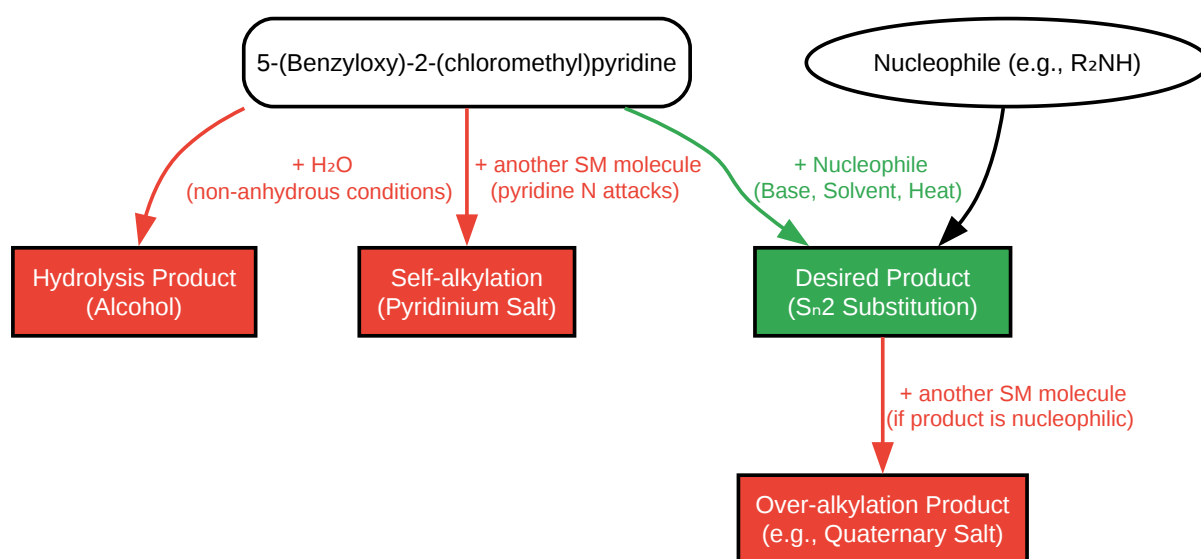 5-(Benzyloxy)-2-(chloromethyl)pyridine
Nucleophile (e.g., R₂NH)
+ H₂O
(non-anhydrous conditions)
+ another SM molecule
(pyridine N attacks)
+ Nucleophile
(Base, Solvent, Heat)
Hydrolysis Product
(Alcohol)
Self-alkylation
(Pyridinium Salt)
Desired Product
(Sₙ2 Substitution)
+ another SM molecule
(if product is nucleophilic)
Over-alkylation Product
(e.g., Quaternary Salt)